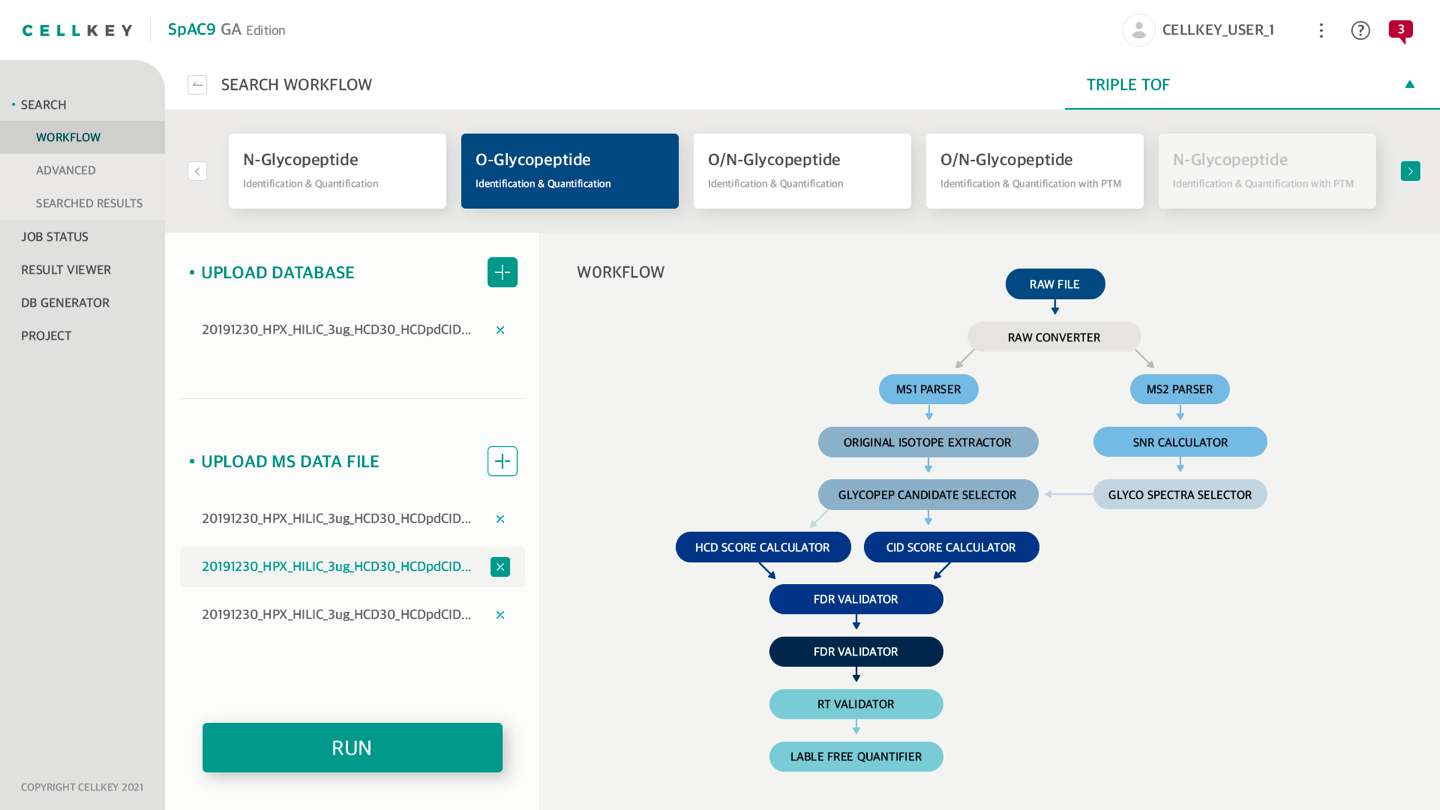 CELLKEY
SpAC9 GA Edition
CELLKEY_USER_1
3
SEARCH
WORKFLOW
ADVANCED
SEARCHED RESULTS
JOB STATUS
RESULT VIEWER
DB GENERATOR
PROJECT
COPYRIGHT CELLKEY 2021
SEARCH WORKFLOW
TRIPLE TOF
N-Glycopeptide
Identification & Quantification
O-Glycopeptide
Identification & Quantification
O/N-Glycopeptide
Identification & Quantification
O/N-Glycopeptide
Identification & Quantification with PTM
N-Glycopeptide
Identification & Quantification with PTM
UPLOAD DATABASE
20191230_HPX_HILIC_3ug_HCD30_HCDpdCID...
UPLOAD MS DATA FILE
20191230_HPX_HILIC_3ug_HCD30_HCDpdCID...
20191230_HPX_HILIC_3ug_HCD30_HCDpdCID...
20191230_HPX_HILIC_3ug_HCD30_HCDpdCID...
RUN
WORKFLOW
RAW FILE
RAW CONVERTER
MS1 PARSER
MS2 PARSER
ORIGINAL ISOTOPE EXTRACTOR
SNR CALCULATOR
GLYCOPEP CANDIDATE SELECTOR
GLYCO SPECTRA SELECTOR
HCD SCORE CALCULATOR
CID SCORE CALCULATOR
FDR VALIDATOR
FDR VALIDATOR
RT VALIDATOR
LABLE FREE QUANTIFIER